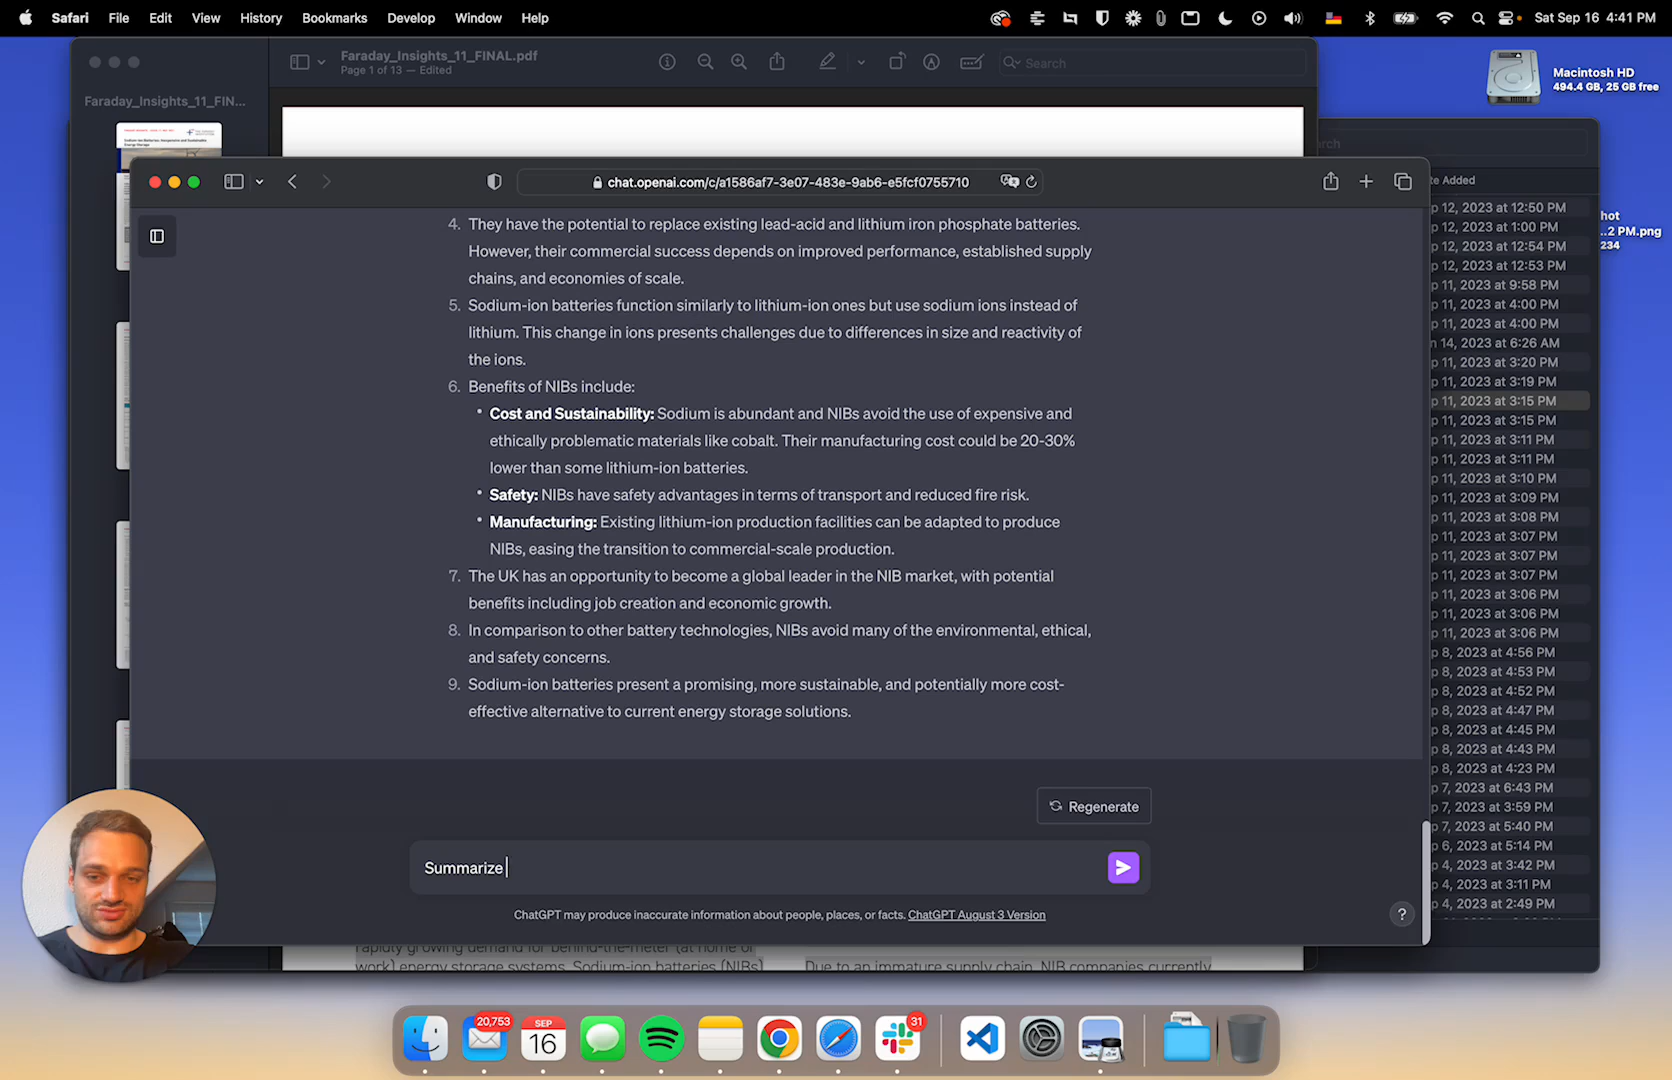 Safari File Edit View History Bookmarks Develop Window Help
Sat Sep 16 4:41 PM
Faraday_Insights_11_FINAL.pdf
Page 1 of 13 — Edited
Search
Macintosh HD
494.4 GB, 25 GB free
Faraday_Insights_11_FIN...
chat.openai.com/c/a1586af7-3e07-483e-9ab6-e5fcf0755710
4. They have the potential to replace existing lead-acid and lithium iron phosphate batteries.
However, their commercial success depends on improved performance, established supply
chains, and economies of scale.
5. Sodium-ion batteries function similarly to lithium-ion ones but use sodium ions instead of
lithium. This change in ions presents challenges due to differences in size and reactivity of
the ions.
6. Benefits of NIBs include:
• Cost and Sustainability: Sodium is abundant and NIBs avoid the use of expensive and
ethically problematic materials like cobalt. Their manufacturing cost could be 20-30%
lower than some lithium-ion batteries.
• Safety: NIBs have safety advantages in terms of transport and reduced fire risk.
• Manufacturing: Existing lithium-ion production facilities can be adapted to produce
NIBs, easing the transition to commercial-scale production.
7. The UK has an opportunity to become a global leader in the NIB market, with potential
benefits including job creation and economic growth.
8. In comparison to other battery technologies, NIBs avoid many of the environmental, ethical,
and safety concerns.
9. Sodium-ion batteries present a promising, more sustainable, and potentially more cost-
effective alternative to current energy storage solutions.
Regenerate
Summarize
ChatGPT may produce inaccurate information about people, places, or facts. ChatGPT August 3 Version
?
work) energy storage systems. Sodium-ion batteries (NIBs)
Due to an immature supply chain, NIB companies currently
rch
te Added
p 12, 2023 at 12:50 PM
p 12, 2023 at 1:00 PM
p 12, 2023 at 12:54 PM
p 12, 2023 at 12:53 PM
p 11, 2023 at 9:58 PM
p 11, 2023 at 4:00 PM
p 11, 2023 at 4:00 PM
n 14, 2023 at 6:26 AM
p 11, 2023 at 3:20 PM
p 11, 2023 at 3:19 PM
p 11, 2023 at 3:15 PM
p 11, 2023 at 3:15 PM
p 11, 2023 at 3:11 PM
p 11, 2023 at 3:11 PM
p 11, 2023 at 3:10 PM
p 11, 2023 at 3:09 PM
p 11, 2023 at 3:08 PM
p 11, 2023 at 3:07 PM
p 11, 2023 at 3:07 PM
p 11, 2023 at 3:07 PM
p 11, 2023 at 3:06 PM
p 11, 2023 at 3:06 PM
p 11, 2023 at 3:06 PM
p 8, 2023 at 4:56 PM
p 8, 2023 at 4:53 PM
p 8, 2023 at 4:52 PM
p 8, 2023 at 4:47 PM
p 8, 2023 at 4:45 PM
p 8, 2023 at 4:43 PM
p 8, 2023 at 4:23 PM
p 7, 2023 at 6:43 PM
p 7, 2023 at 3:59 PM
p 7, 2023 at 5:40 PM
p 6, 2023 at 5:14 PM
p 4, 2023 at 3:42 PM
p 4, 2023 at 3:11 PM
p 4, 2023 at 2:49 PM
hot
...2 PM.png
234
20,753
SEP
16
31